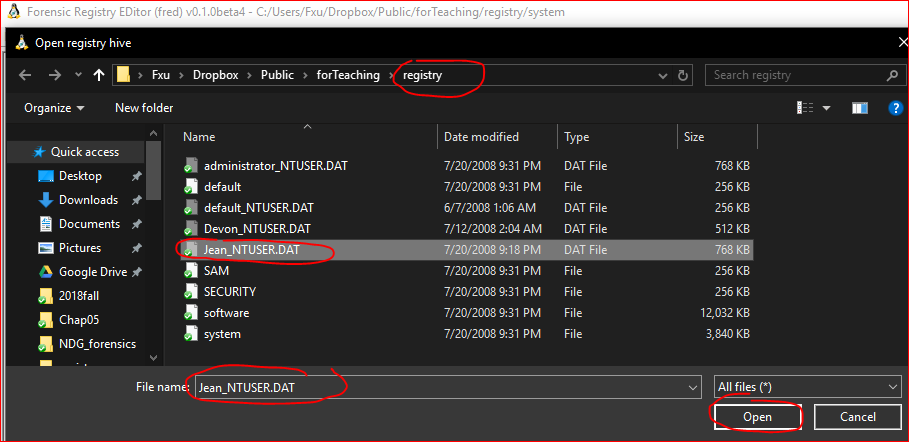 Forensic Registry EDitor (fred) v0.1.0beta4 - C:/Users/Fxu/Dropbox/Public/forTeaching/registry/system
Open registry hive
Fxu > Dropbox > Public > forTeaching > registry
Search registry
Organize New folder
Name Date modified Type Size
Quick access
Desktop
Downloads
Documents
Pictures
Google Drive
2018fall
Chap05
NDG_forensics
administrator_NTUSER.DAT 7/20/2008 9:31 PM DAT File 768 KB
default 7/20/2008 9:31 PM File 256 KB
default_NTUSER.DAT 6/7/2008 1:06 AM DAT File 256 KB
Devon_NTUSER.DAT 7/12/2008 2:04 AM DAT File 512 KB
Jean_NTUSER.DAT 7/20/2008 9:18 PM DAT File 768 KB
SAM 7/20/2008 9:31 PM File 256 KB
SECURITY 7/20/2008 9:31 PM File 256 KB
software 7/20/2008 9:31 PM File 12,032 KB
system 7/20/2008 9:31 PM File 3,840 KB
File name: Jean_NTUSER.DAT All files (*)
Open Cancel